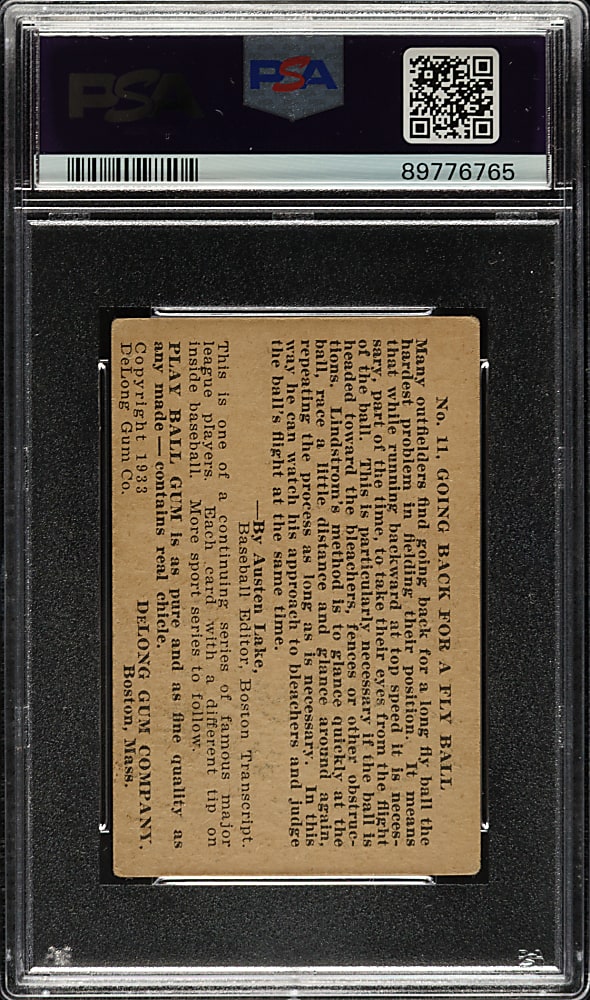 PSA
PSA
89776765
No. 11. GOING BACK FOR A FLY BALL
Many outfielders find going back for a long fly ball the
hardest problem in fielding their position. It means
that while running backward at top speed it is neces-
sary, part of the time, to take their eyes from the flight
of the ball. This is particularly necessary if the ball is
headed toward the bleachers, fences or other obstruc-
tions. Lindstrom's method is to glance quickly at the
ball, race a little distance and glance around again,
repeating the process as long as is necessary. In this
way he can watch his approach to bleachers and judge
the ball's flight at the same time.
—By Austen Lake,
Baseball Editor, Boston Transcript.
This is one of a continuing series of famous major
league players. Each card with a different tip on
inside baseball. More sport series to follow.
PLAY BALL GUM is as pure and as fine quality as
any made — contains real chicle.
DeLONG GUM COMPANY.
Copyright 1933
DeLong Gum Co.
Boston, Mass.
PSA